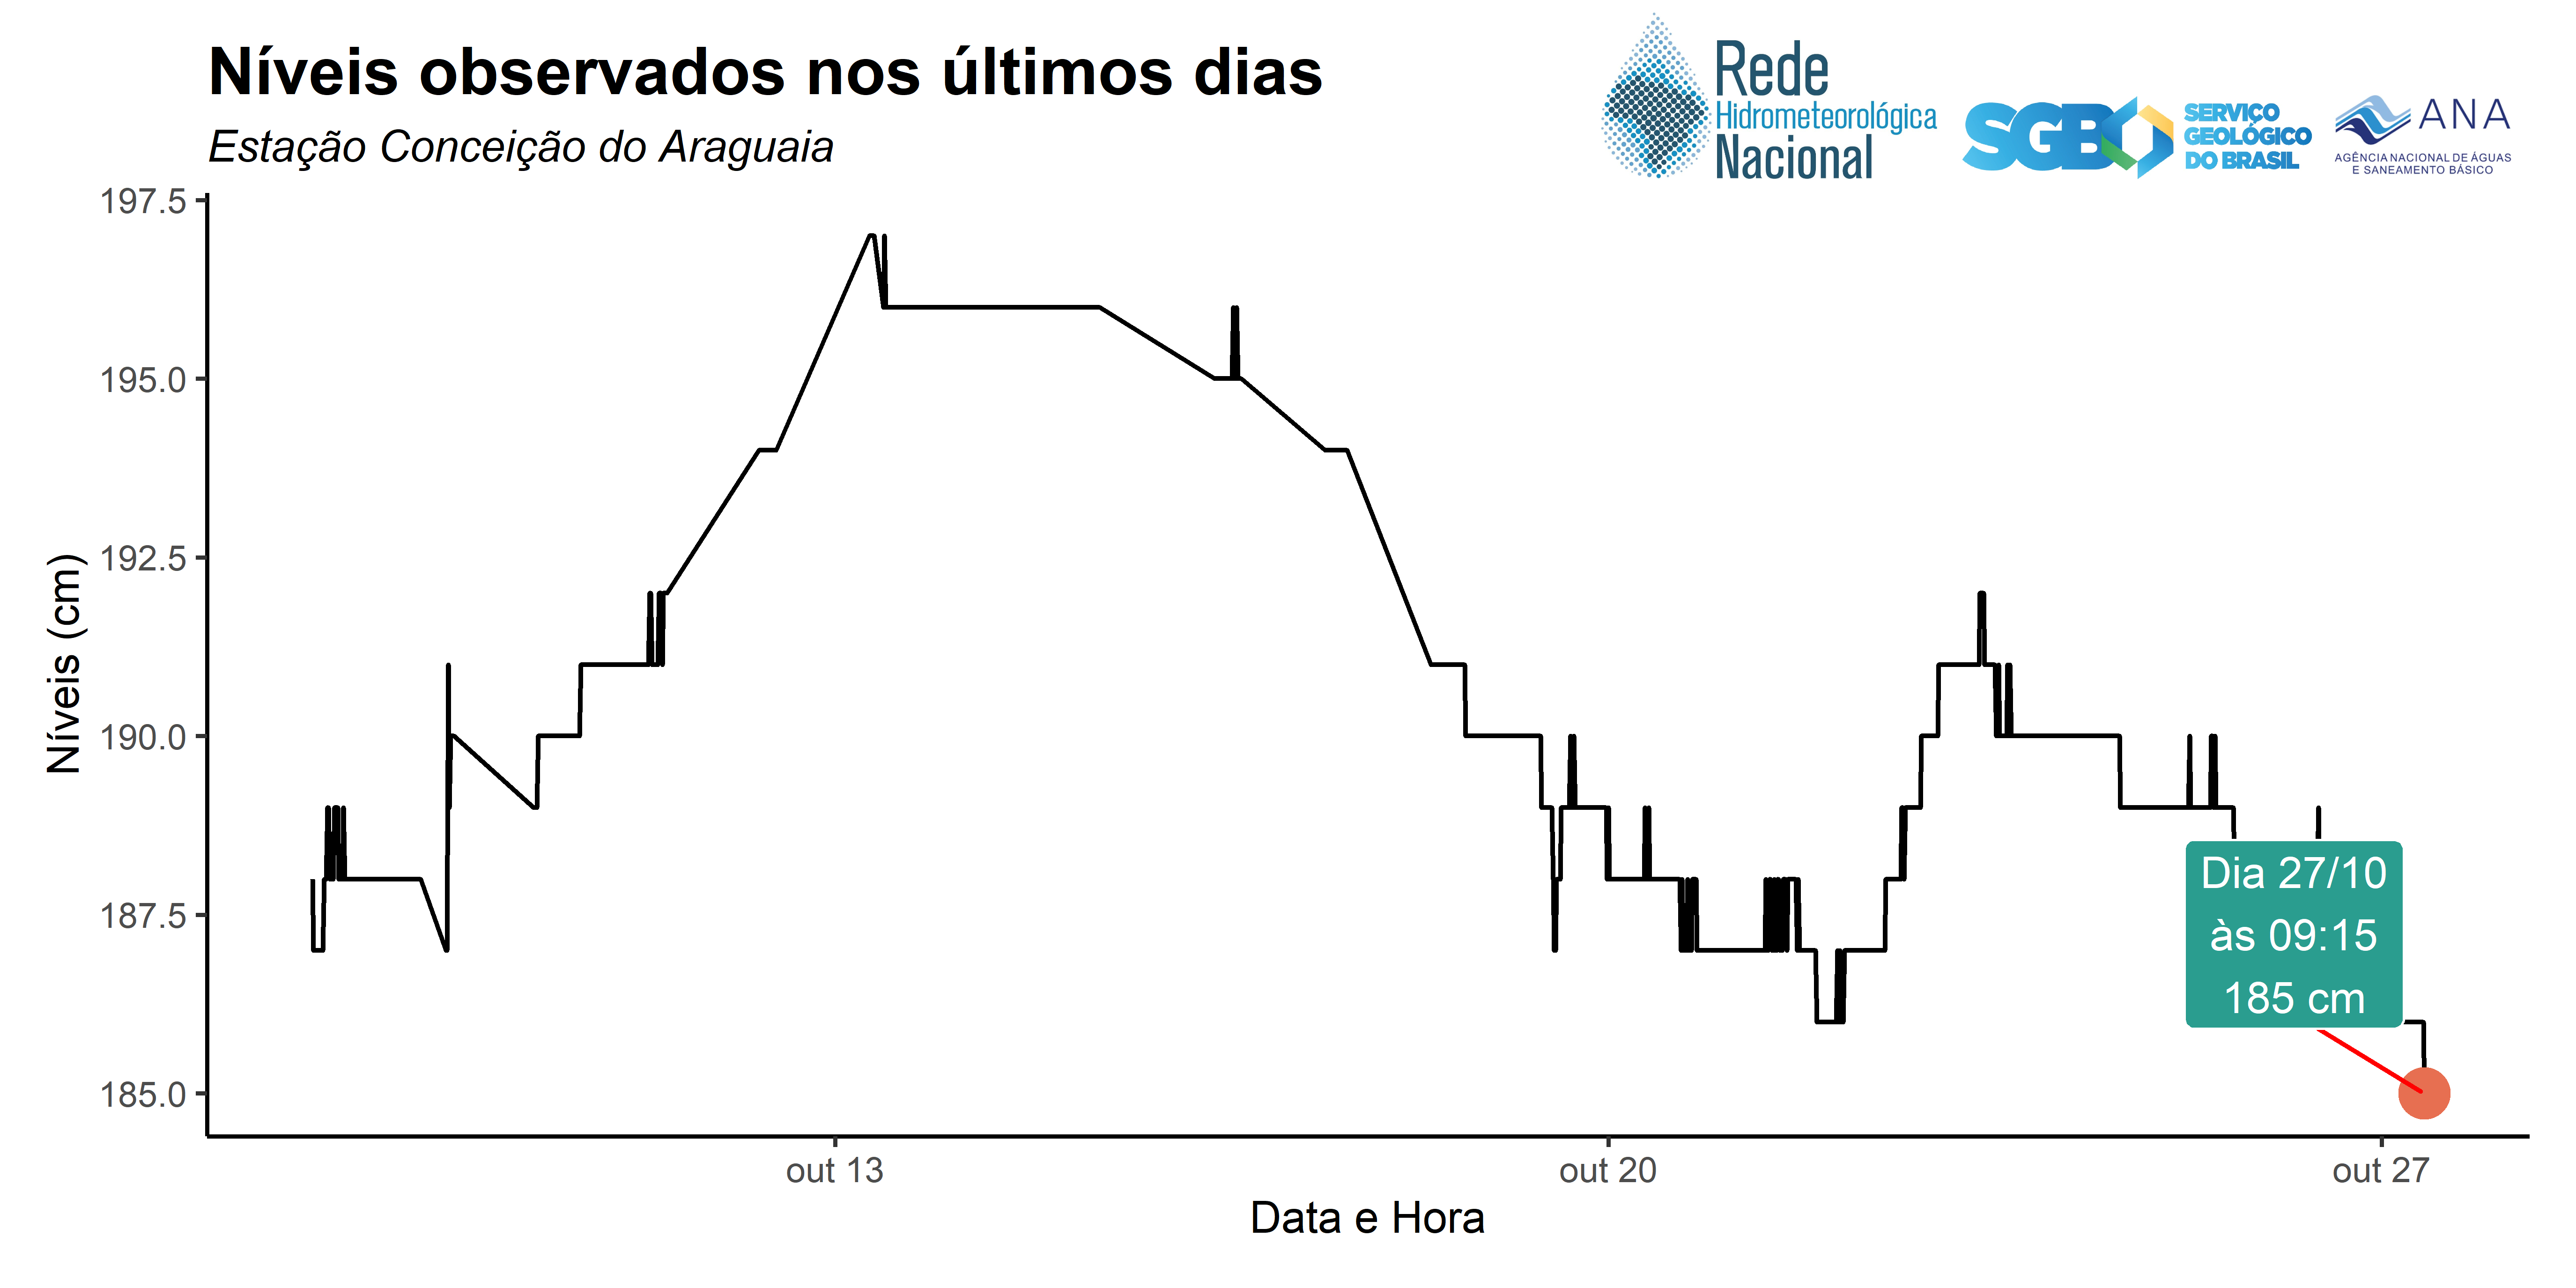 Níveis observados nos últimos dias
Estação Conceição do Araguaia
Rede
Hidrometeorológica
Nacional
SGB
SERVIÇO
GEOLÓGICO
DO BRASIL
ANA
AGÊNCIA NACIONAL DE ÁGUAS
E SANEAMENTO BÁSICO
197.5
195.0
192.5
190.0
187.5
185.0
Níveis (cm)
Dia 27/10
às 09:15
185 cm
out 13
out 20
out 27
Data e Hora